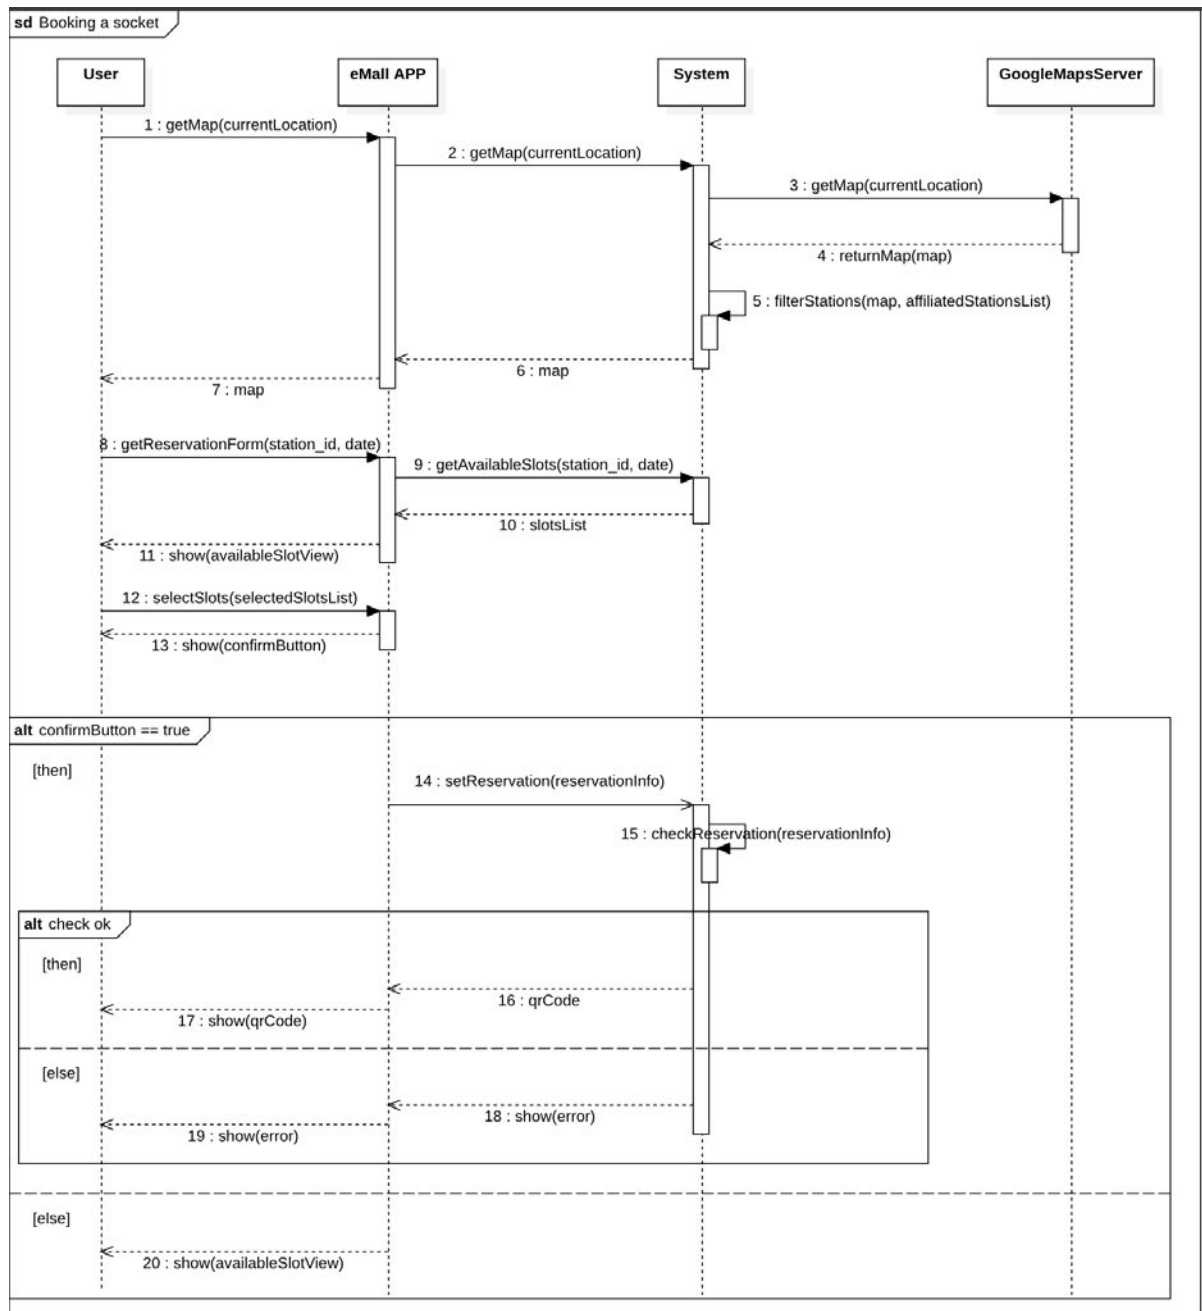 sd Booking a socket
User
eMall APP
System
GoogleMapsServer
1 : getMap(currentLocation)
2 : getMap(currentLocation)
3 : getMap(currentLocation)
4 : returnMap(map)
5 : filterStations(map, affiliatedStationsList)
6 : map
7 : map
8 : getReservationForm(station_id, date)
9 : getAvailableSlots(station_id, date)
10 : slotsList
11 : show(availableSlotView)
12 : selectSlots(selectedSlotsList)
13 : show(confirmButton)
alt confirmButton == true
[then]
14 : setReservation(reservationInfo)
15 : checkReservation(reservationInfo)
alt check ok
[then]
16 : qrCode
17 : show(qrCode)
[else]
18 : show(error)
19 : show(error)
[else]
20 : show(availableSlotView)